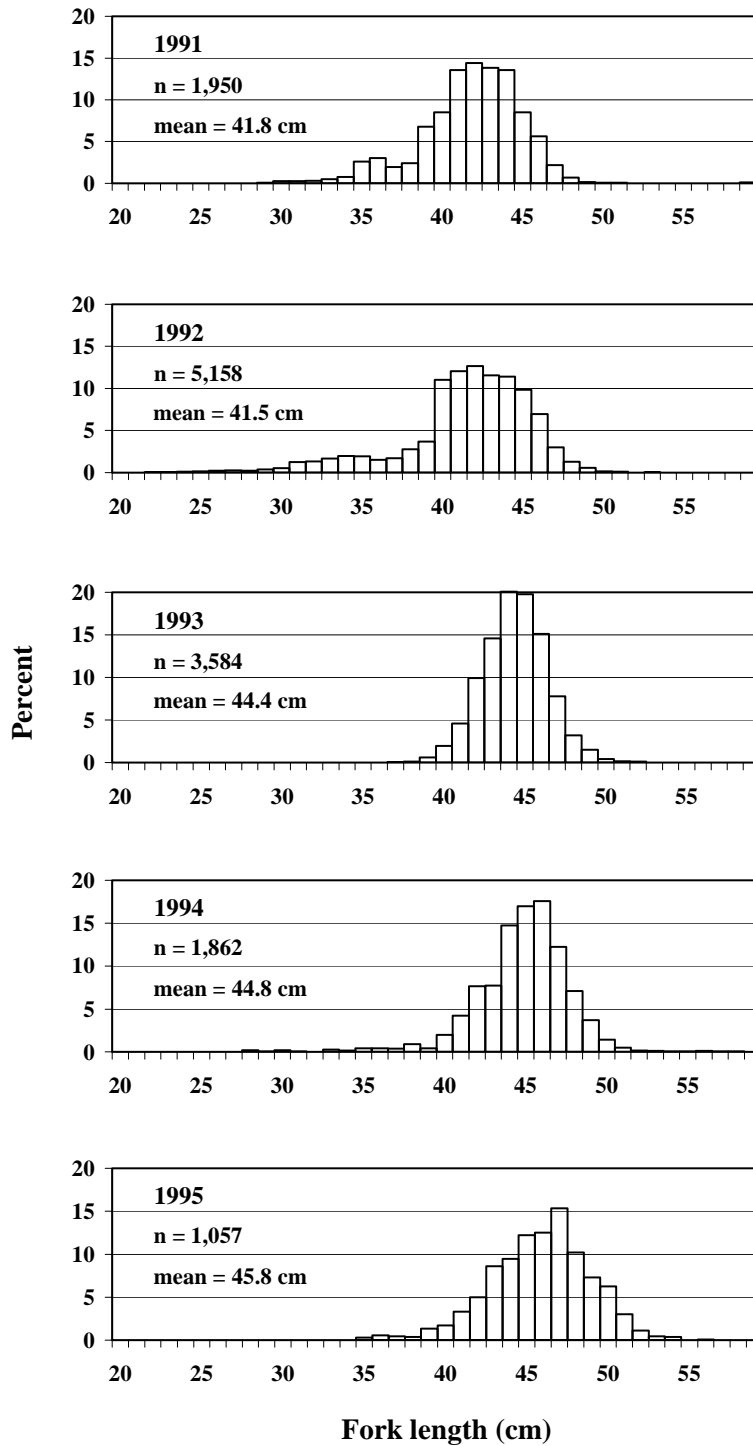 20
15
10
5
0
1991
n = 1,950
mean = 41.8 cm
20 25 30 35 40 45 50 55
20
15
10
5
0
1992
n = 5,158
mean = 41.5 cm
20 25 30 35 40 45 50 55
Percent
20
15
10
5
0
1993
n = 3,584
mean = 44.4 cm
20 25 30 35 40 45 50 55
20
15
10
5
0
1994
n = 1,862
mean = 44.8 cm
20 25 30 35 40 45 50 55
20
15
10
5
0
1995
n = 1,057
mean = 45.8 cm
20 25 30 35 40 45 50 55
Fork length (cm)